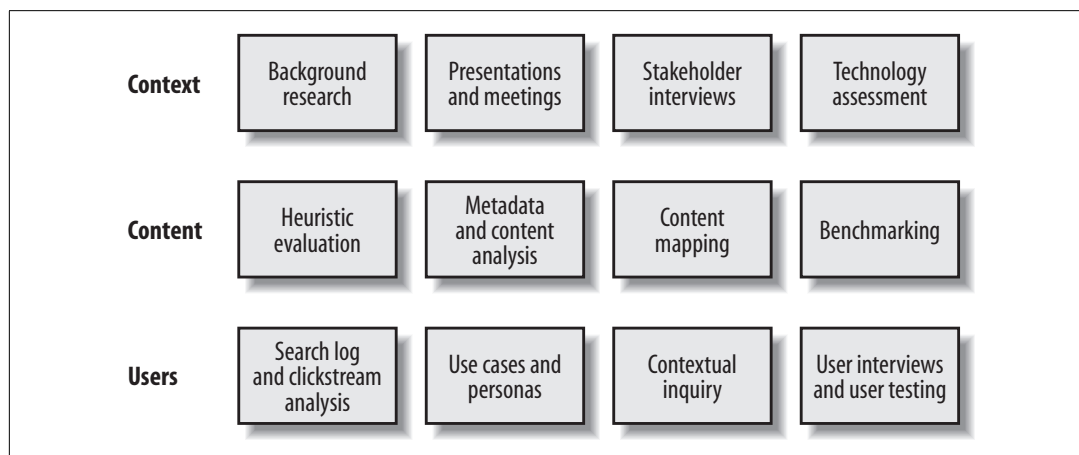 Context
Background
research
Presentations
and meetings
Stakeholder
interviews
Technology
assessment
Content
Heuristic
evaluation
Metadata
and content
analysis
Content
mapping
Benchmarking
Users
Search log
and clickstream
analysis
Use cases and
personas
Contextual
inquiry
User interviews
and user testing